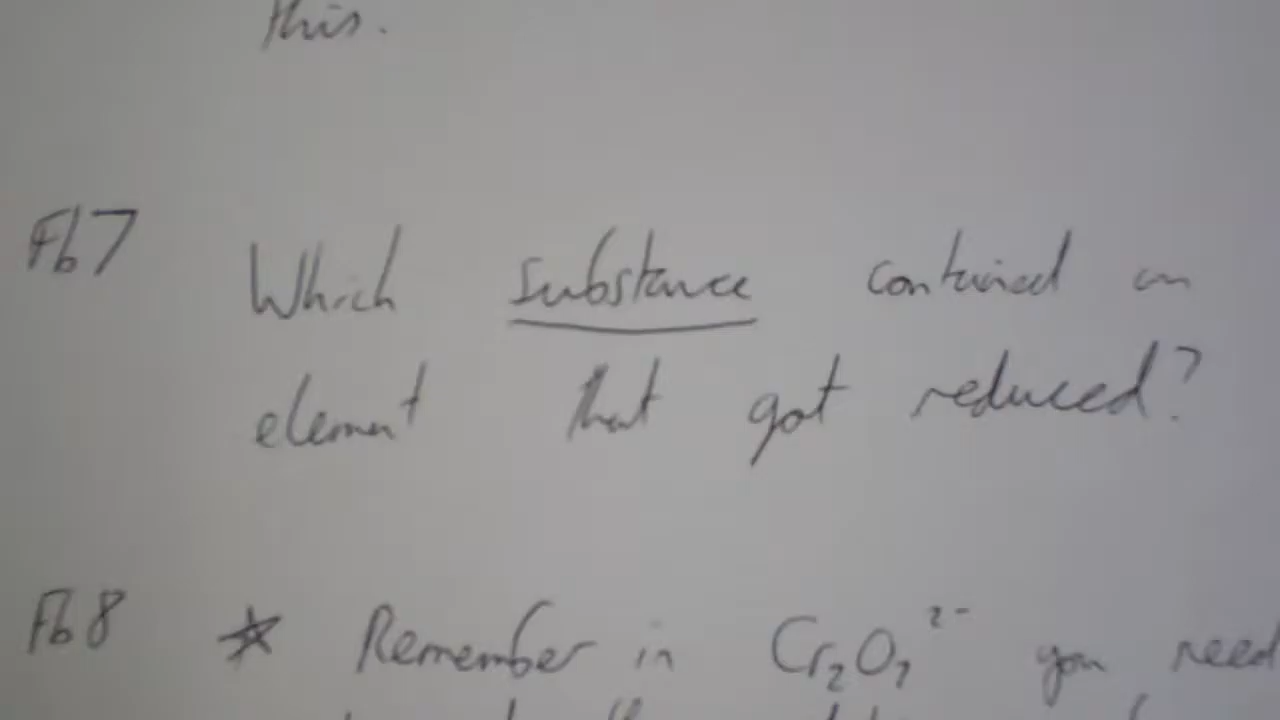 this.
Fb7 Which substance contained an
element that got reduced?
Fb8 ☆ Remember in Cr₂O₇²⁻ you need